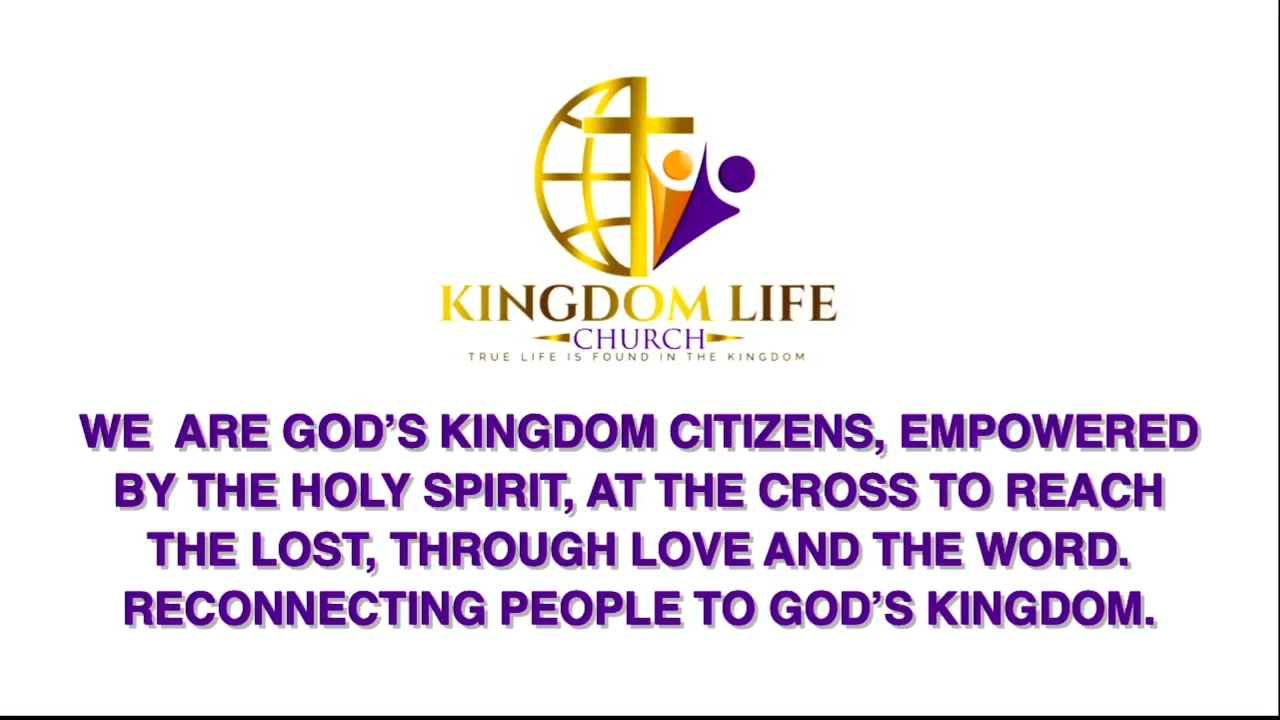 KINGDOM LIFE
CHURCH
TRUE LIFE IS FOUND IN THE KINGDOM
WE  ARE GOD’S KINGDOM CITIZENS, EMPOWERED
BY THE HOLY SPIRIT, AT THE CROSS TO REACH
THE LOST, THROUGH LOVE AND THE WORD.
RECONNECTING PEOPLE TO GOD’S KINGDOM.